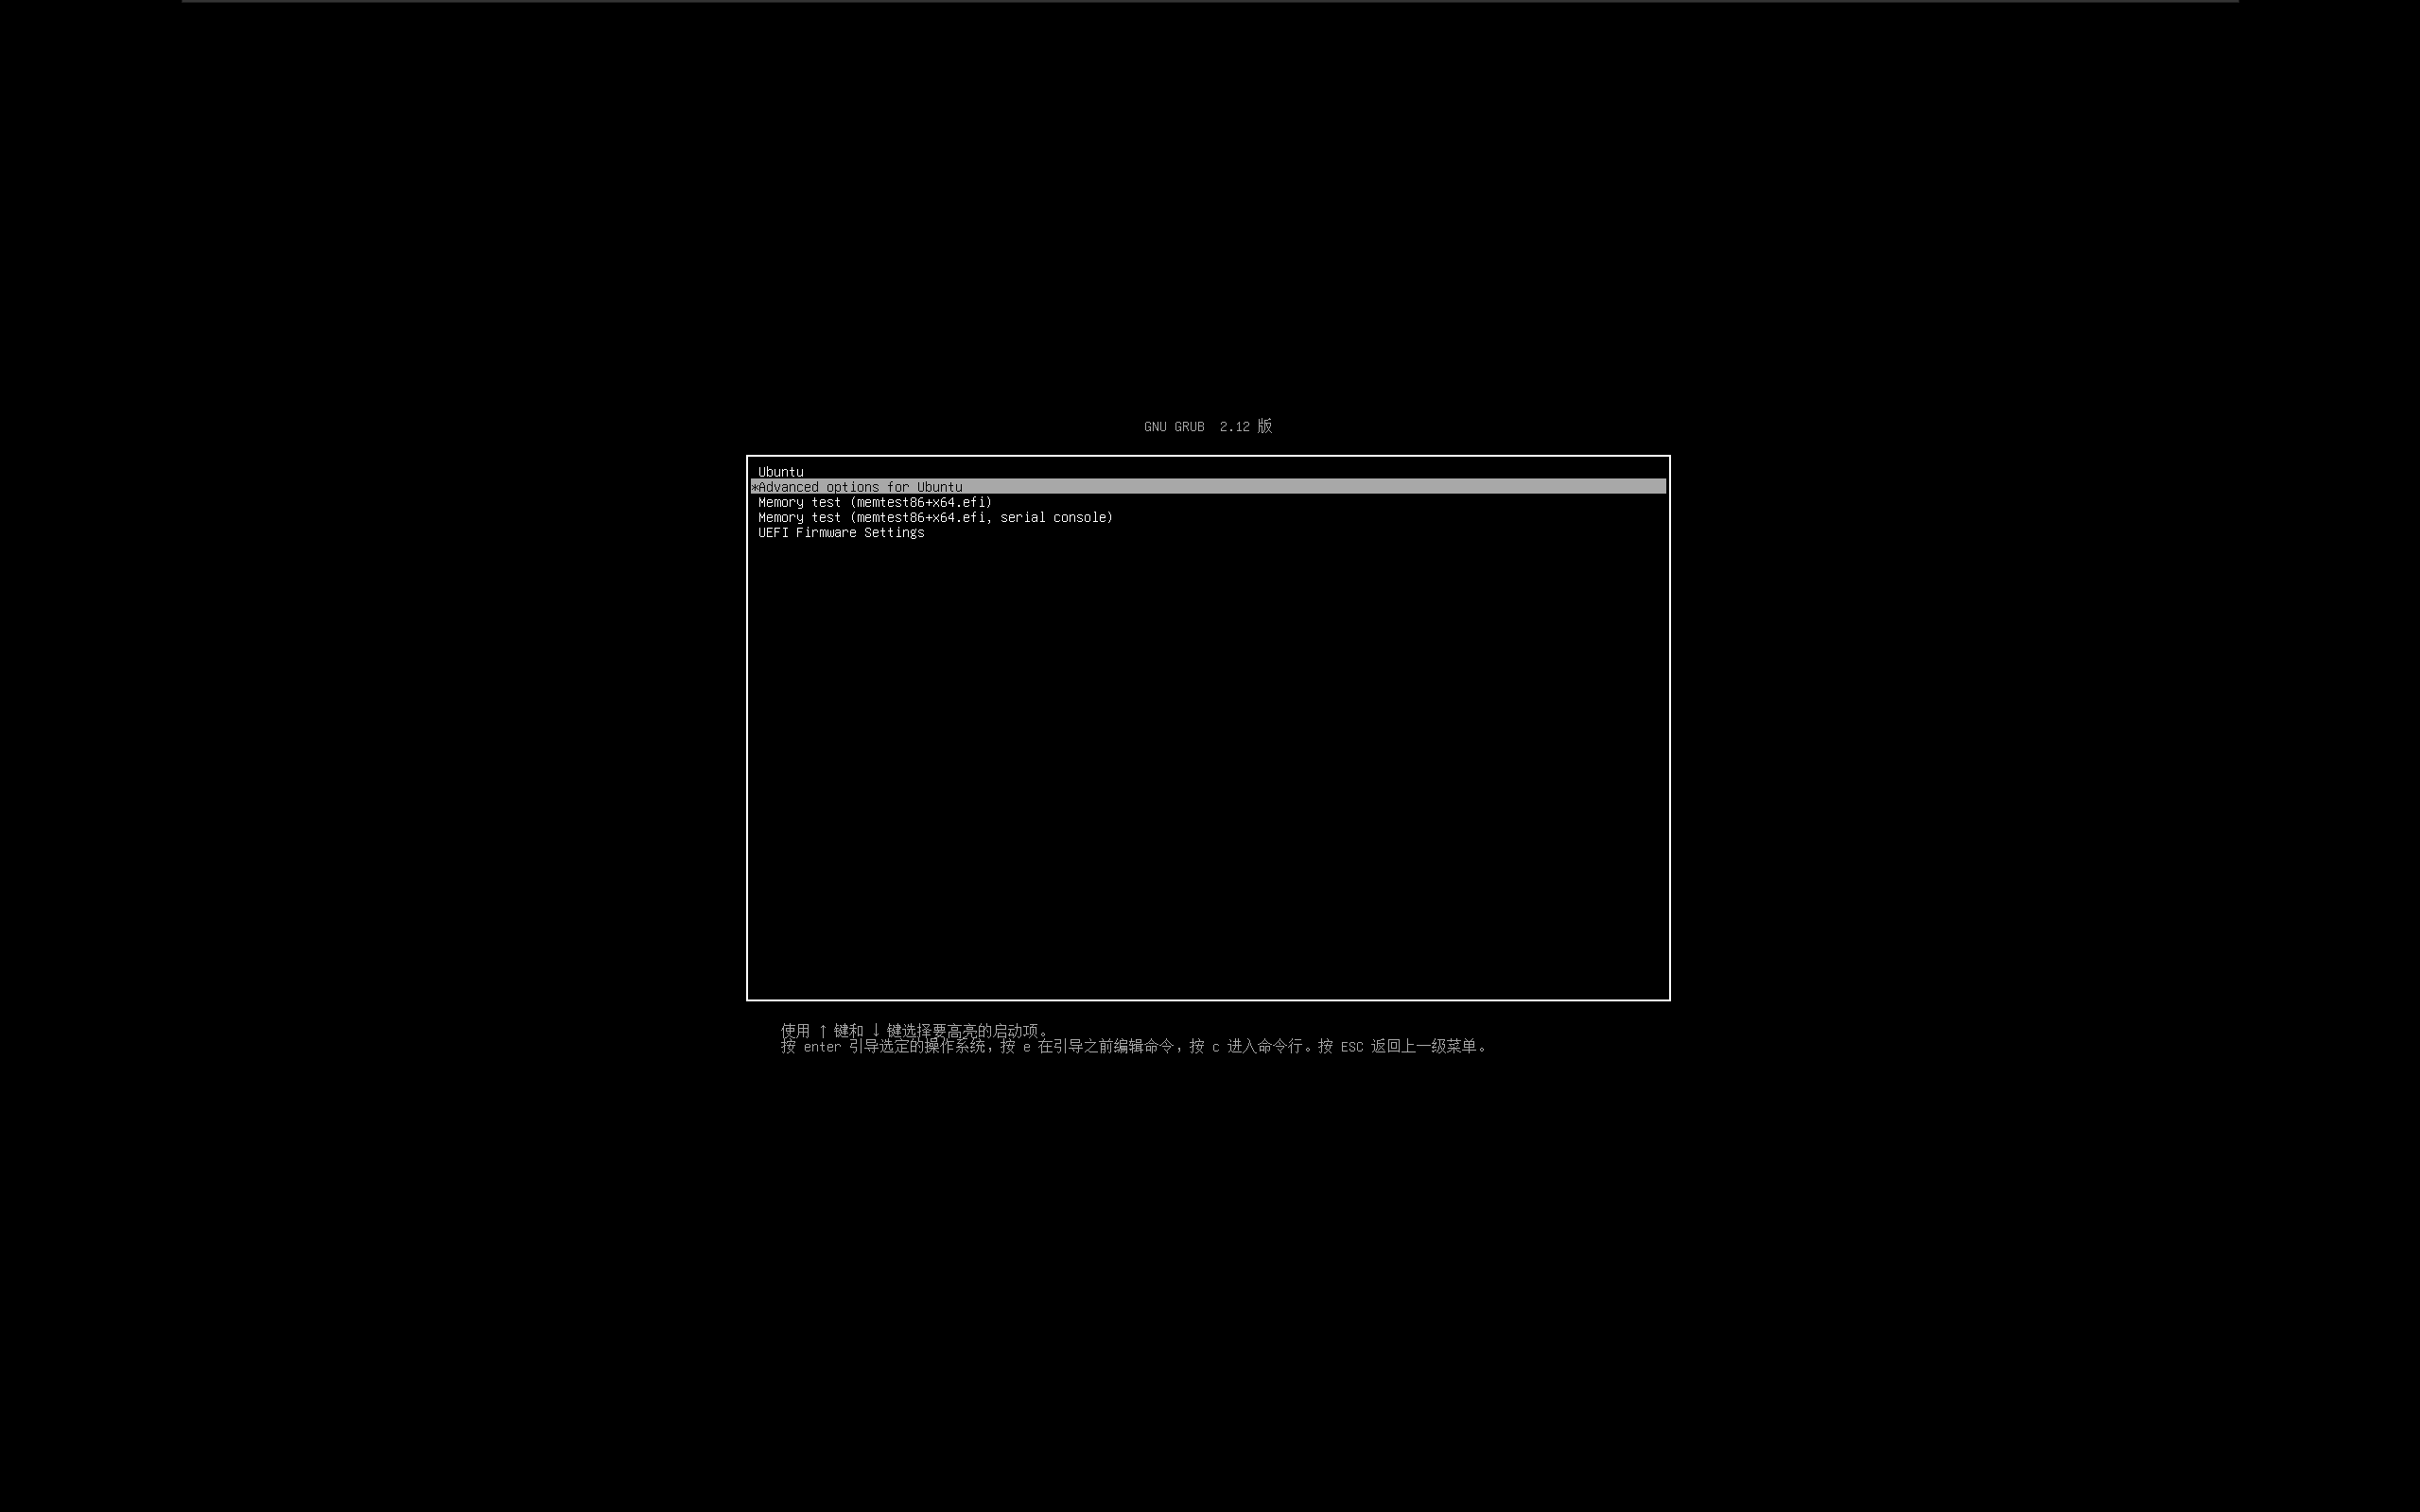 GNU GRUB  2.12 版
Ubuntu
*Advanced options for Ubuntu
Memory test (memtest86+x64.efi)
Memory test (memtest86+x64.efi, serial console)
UEFI Firmware Settings
使用 ↑ 键和 ↓ 键选择要高亮的启动项。
按 enter 引导选定的操作系统，按 e 在引导之前编辑命令，按 c 进入命令行。按 ESC 返回上一级菜单。